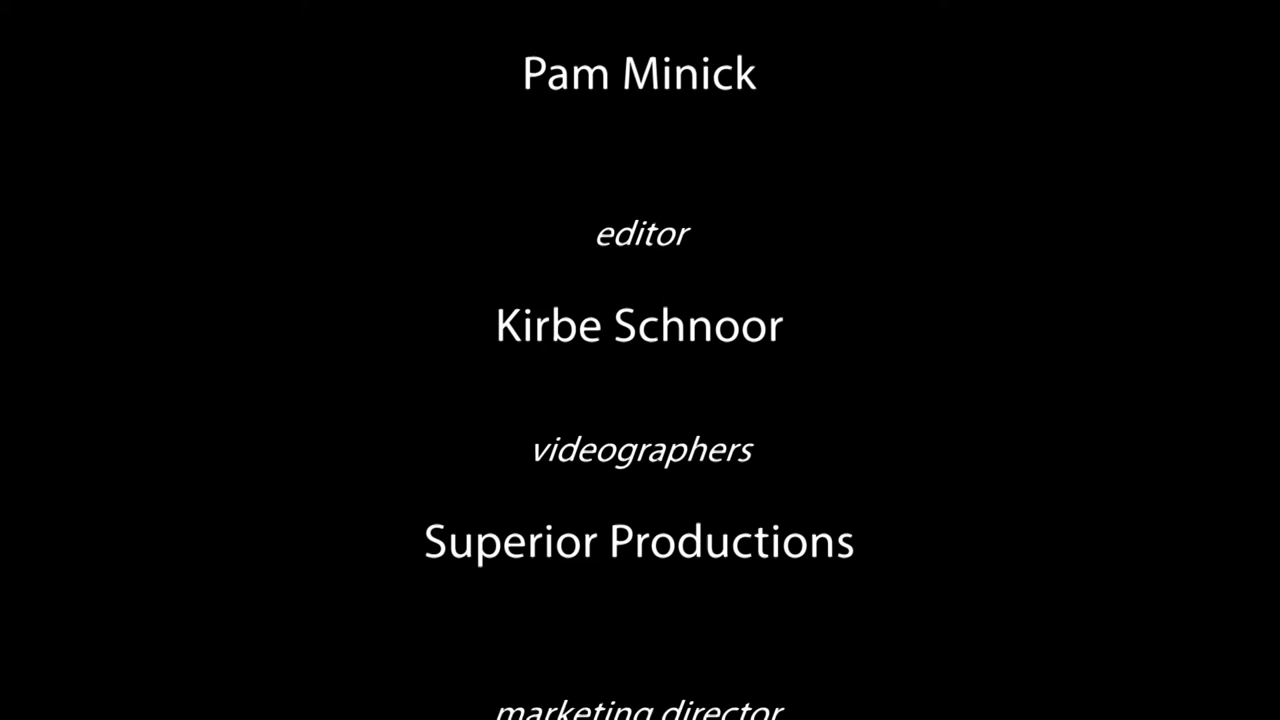 Pam Minick
editor
Kirbe Schnoor
videographers
Superior Productions
marketing director